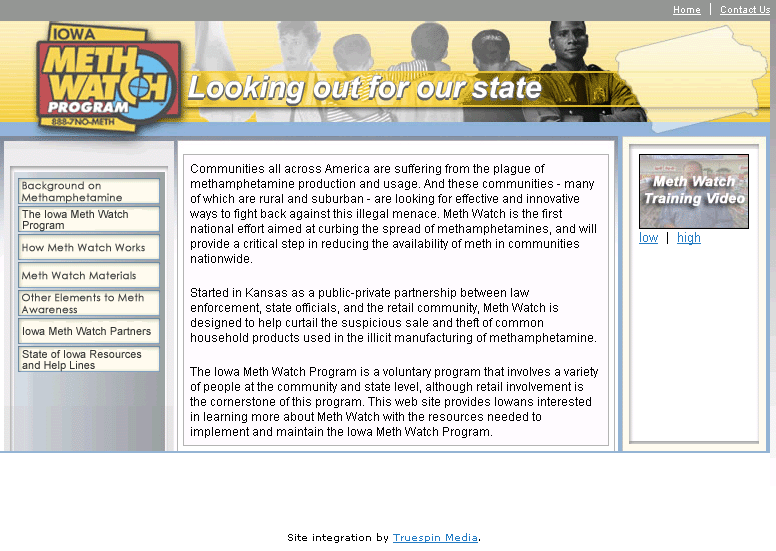 Home | Contact Us
IOWA
METH
WATCH
PROGRAM
888-7NO-METH
Looking out for our state
Background on
Methamphetamine
The Iowa Meth Watch
Program
How Meth Watch Works
Meth Watch Materials
Other Elements to Meth
Awareness
Iowa Meth Watch Partners
State of Iowa Resources
and Help Lines
Communities all across America are suffering from the plague of
methamphetamine production and usage. And these communities - many
of which are rural and suburban - are looking for effective and innovative
ways to fight back against this illegal menace. Meth Watch is the first
national effort aimed at curbing the spread of methamphetamines, and will
provide a critical step in reducing the availability of meth in communities
nationwide.
Started in Kansas as a public-private partnership between law
enforcement, state officials, and the retail community, Meth Watch is
designed to help curtail the suspicious sale and theft of common
household products used in the illicit manufacturing of methamphetamine.
The Iowa Meth Watch Program is a voluntary program that involves a variety
of people at the community and state level, although retail involvement is
the cornerstone of this program. This web site provides Iowans interested
in learning more about Meth Watch with the resources needed to
implement and maintain the Iowa Meth Watch Program.
Meth Watch
Training Video
low | high
Site integration by Truespin Media.